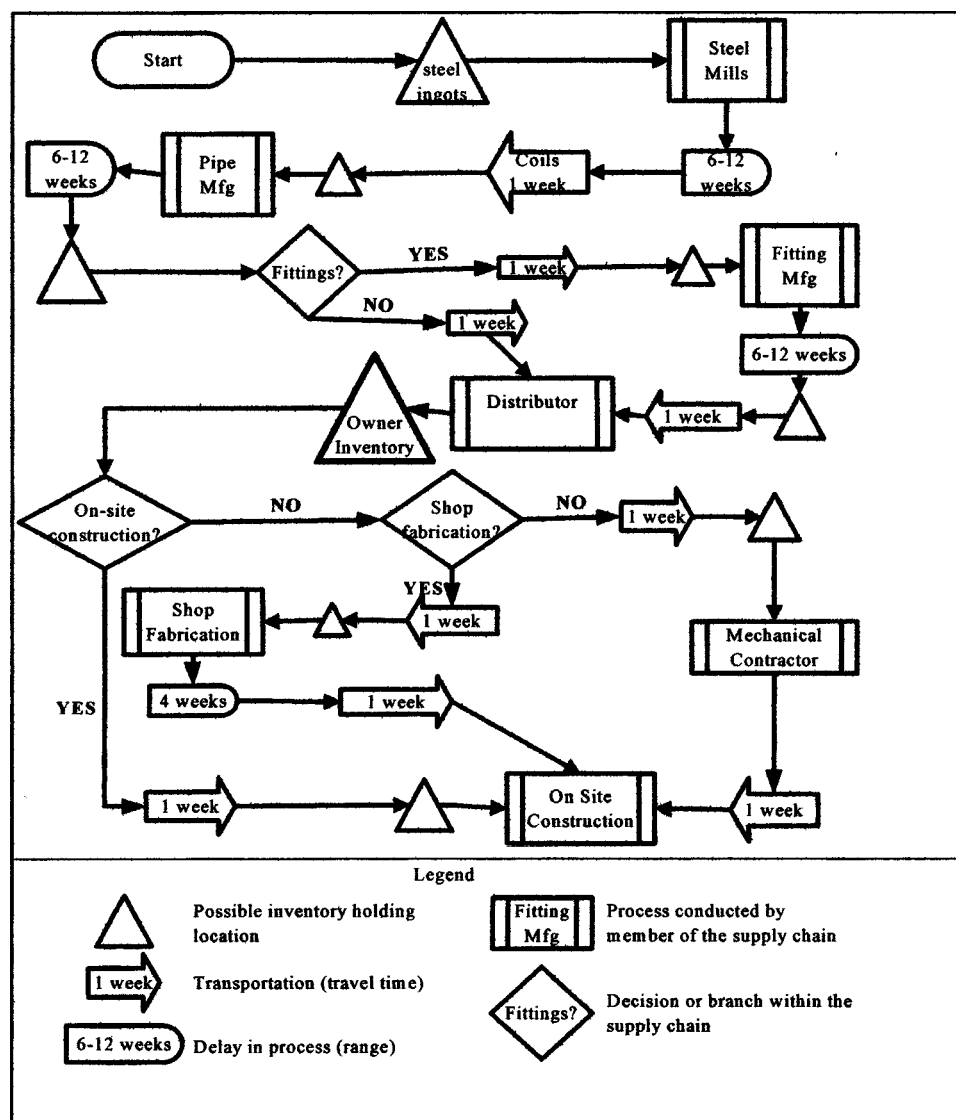 Start
steel
ingots
Steel
Mills
6-12
weeks
Pipe
Mfg
Coils
1 week
6-12
weeks
Fittings?
YES
1 week
Fitting
Mfg
NO
1 week
6-12 weeks
Distributor
1 week
Owner
Inventory
On-site
construction?
NO
Shop
fabrication?
NO
1 week
YES
1 week
Shop
Fabrication
Mechanical
Contractor
4 weeks
1 week
YES
1 week
On Site
Construction
1 week
Legend
Possible inventory holding
location
Fitting
Mfg
Process conducted by
member of the supply chain
1 week
Transportation (travel time)
Fittings?
Decision or branch within the
supply chain
6-12 weeks
Delay in process (range)